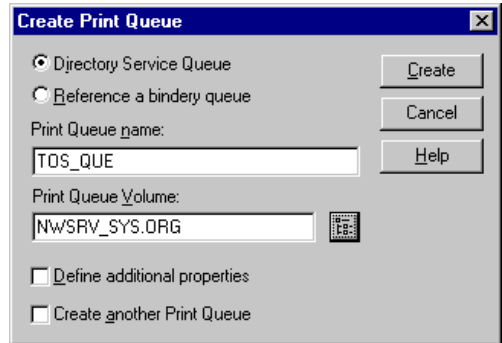 Create Print Queue
Directory Service Queue
Reference a bindery queue
Print Queue name:
TOS_QUE
Print Queue Volume:
NWSRV_SYS.ORG
Define additional properties
Create another Print Queue
Create
Cancel
Help